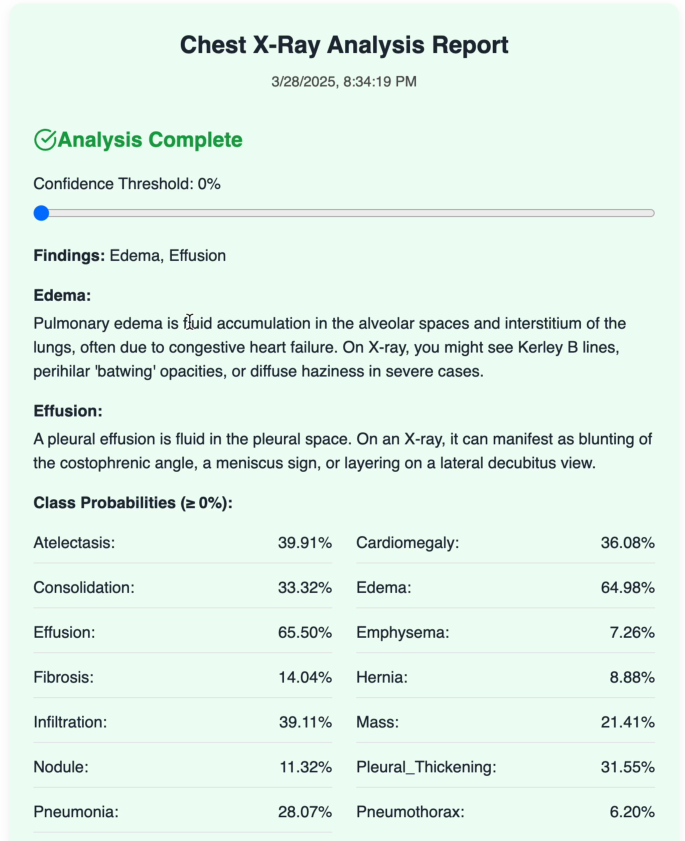 Chest X-Ray Analysis Report
3/28/2025, 8:34:19 PM
Analysis Complete
Confidence Threshold: 0%
Findings: Edema, Effusion
Edema:
Pulmonary edema is fluid accumulation in the alveolar spaces and interstitium of the
lungs, often due to congestive heart failure. On X-ray, you might see Kerley B lines,
perihilar 'batwing' opacities, or diffuse haziness in severe cases.
Effusion:
A pleural effusion is fluid in the pleural space. On an X-ray, it can manifest as blunting of
the costophrenic angle, a meniscus sign, or layering on a lateral decubitus view.
Class Probabilities (≥ 0%):
Atelectasis: 39.91% Cardiomegaly: 36.08%
Consolidation: 33.32% Edema: 64.98%
Effusion: 65.50% Emphysema: 7.26%
Fibrosis: 14.04% Hernia: 8.88%
Infiltration: 39.11% Mass: 21.41%
Nodule: 11.32% Pleural_Thickening: 31.55%
Pneumonia: 28.07% Pneumothorax: 6.20%